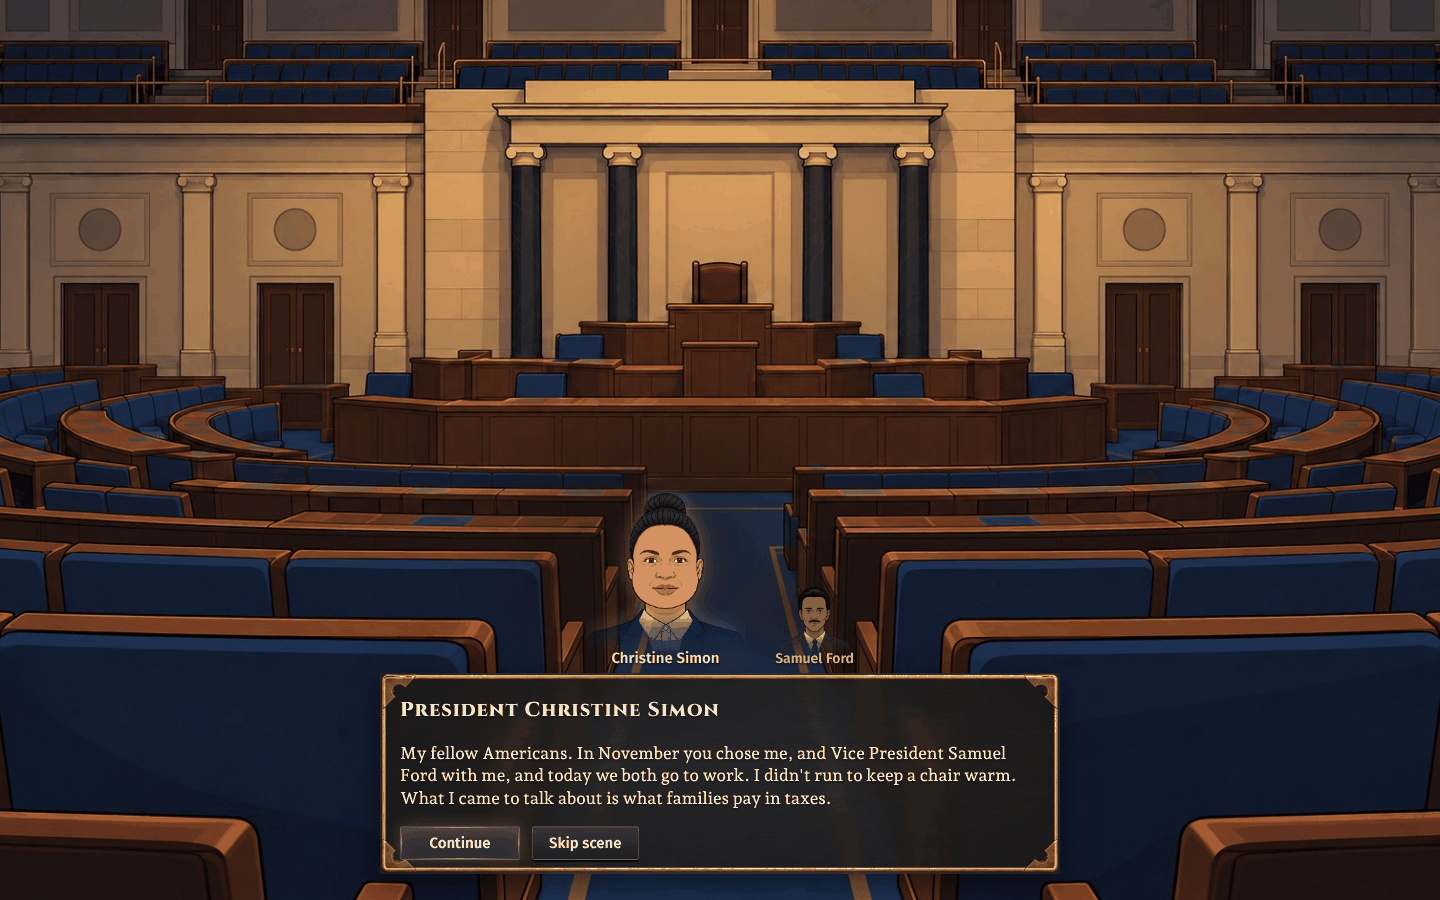 Christine Simon
Samuel Ford
President Christine Simon
My fellow Americans. In November you chose me, and Vice President Samuel
Ford with me, and today we both go to work. I didn't run to keep a chair warm.
What I came to talk about is what families pay in taxes.
Continue
Skip scene